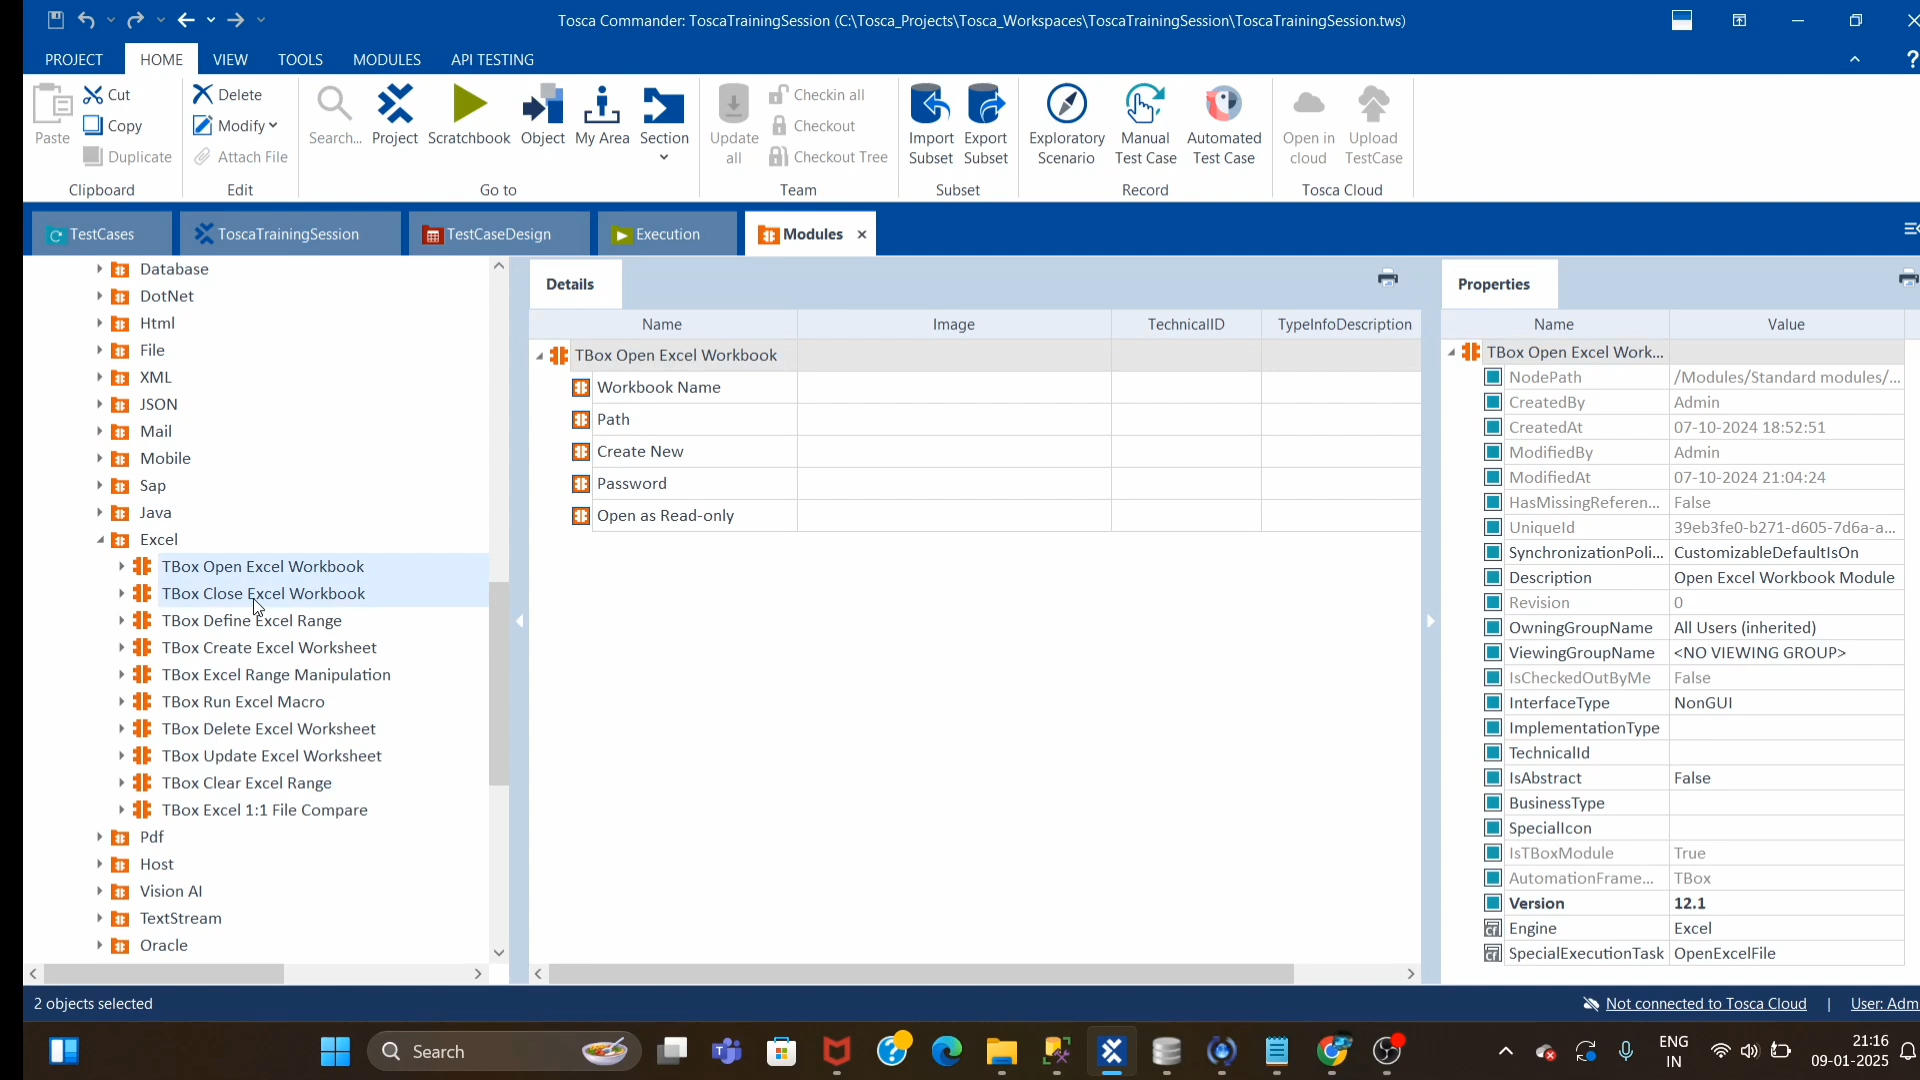 Tosca Commander: ToscaTrainingSession (C:\Tosca_Projects\Tosca_Workspaces\ToscaTrainingSession\ToscaTrainingSession.tws)
PROJECT HOME VIEW TOOLS MODULES API TESTING
Paste Cut Copy Duplicate
Clipboard
Delete Modify Attach File
Edit
Search... Project Scratchbook Object My Area Section
Go to
Update all Checkin all Checkout Checkout Tree
Team
Import Subset Export Subset
Subset
Exploratory Scenario Manual Test Case Automated Test Case
Record
Open in cloud Upload TestCase
Tosca Cloud
TestCases ToscaTrainingSession TestCaseDesign Execution Modules
Database
DotNet
Html
File
XML
JSON
Mail
Mobile
Sap
Java
Excel
TBox Open Excel Workbook
TBox Close Excel Workbook
TBox Define Excel Range
TBox Create Excel Worksheet
TBox Excel Range Manipulation
TBox Run Excel Macro
TBox Delete Excel Worksheet
TBox Update Excel Worksheet
TBox Clear Excel Range
TBox Excel 1:1 File Compare
Pdf
Host
Vision AI
TextStream
Oracle
Details
Name Image TechnicalID TypeInfoDescription
TBox Open Excel Workbook
Workbook Name
Path
Create New
Password
Open as Read-only
Properties
Name Value
TBox Open Excel Work...
NodePath /Modules/Standard modules/...
CreatedBy Admin
CreatedAt 07-10-2024 18:52:51
ModifiedBy Admin
ModifiedAt 07-10-2024 21:04:24
HasMissingReferen... False
UniqueId 39eb3fe0-b271-d605-7d6a-a...
SynchronizationPoli... CustomizableDefaultIsOn
Description Open Excel Workbook Module
Revision 0
OwningGroupName All Users (inherited)
ViewingGroupName <NO VIEWING GROUP>
IsCheckedOutByMe False
InterfaceType NonGUI
ImplementationType
TechnicalId
IsAbstract False
BusinessType
SpecialIcon
IsTBoxModule True
AutomationFrame... TBox
Version 12.1
Engine Excel
SpecialExecutionTask OpenExcelFile
2 objects selected
Not connected to Tosca Cloud | User: Adm
Search
ENG
IN
21:16
09-01-2025